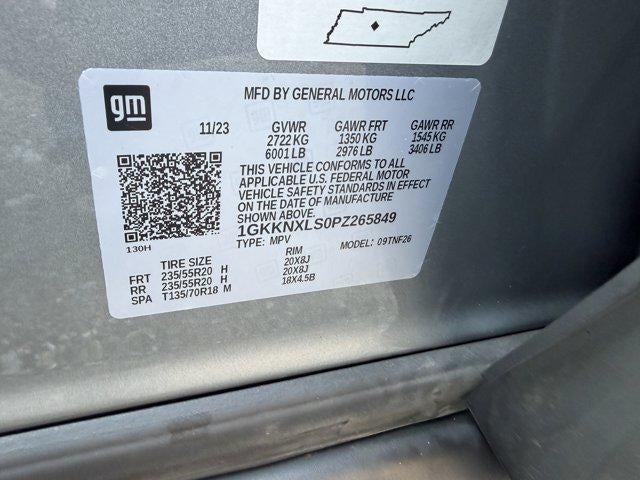 gm
MFD BY GENERAL MOTORS LLC
11/23 GVWR GAWR FRT GAWR RR
2722 KG 1350 KG 1545 KG
6001 LB 2976 LB 3406 LB
THIS VEHICLE CONFORMS TO ALL
APPLICABLE U.S. FEDERAL MOTOR
VEHICLE SAFETY STANDARDS IN EFFECT
ON THE DATE OF MANUFACTURE
SHOWN ABOVE.
1GKKNXLS0PZ265849
130H TYPE: MPV MODEL: 09TNF26
TIRE SIZE RIM
FRT 235/55R20 H 20X8J
RR 235/55R20 H 20X8J
SPA T135/70R18 M 18X4.5B